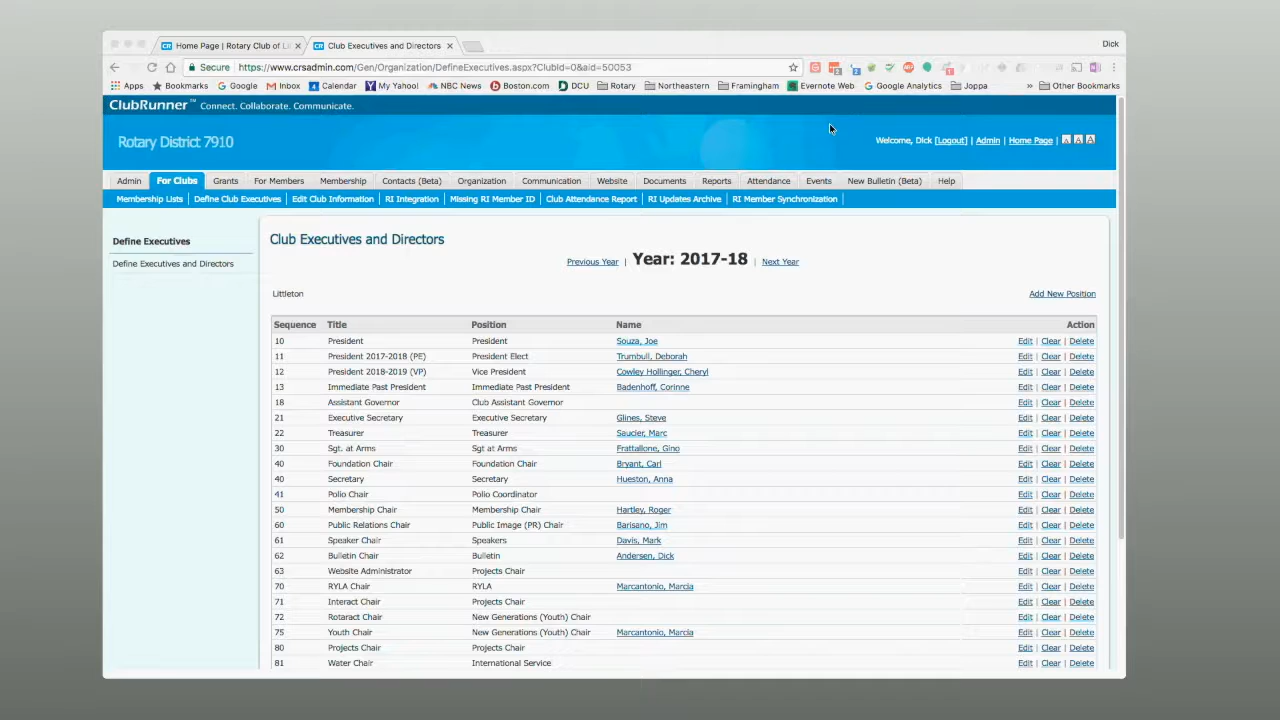 Home Page | Rotary Club of Li
Club Executives and Directors
Dick
Secure https://www.crsadmin.com/Gen/Organization/DefineExecutives.aspx?ClubId=0&aid=50053
Apps Bookmarks Google Inbox Calendar My Yahoo! NBC News Boston.com DCU Rotary Northeastern Framingham Evernote Web Google Analytics Joppa » Other Bookmarks
ClubRunner™ Connect. Collaborate. Communicate.
Rotary District 7910
Welcome, Dick [Logout] | Admin | Home Page | A A A
Admin For Clubs Grants For Members Membership Contacts (Beta) Organization Communication Website Documents Reports Attendance Events New Bulletin (Beta) Help
Membership Lists | Define Club Executives | Edit Club Information | RI Integration | Missing RI Member ID | Club Attendance Report | RI Updates Archive | RI Member Synchronization |
Define Executives
Define Executives and Directors
Club Executives and Directors
Previous Year | Year: 2017-18 | Next Year
Littleton Add New Position
Sequence Title Position Name Action
10 President President Souza, Joe Edit | Clear | Delete
11 President 2017-2018 (PE) President Elect Trumbull, Deborah Edit | Clear | Delete
12 President 2018-2019 (VP) Vice President Cowley Hollinger, Cheryl Edit | Clear | Delete
13 Immediate Past President Immediate Past President Badenhoff, Corinne Edit | Clear | Delete
18 Assistant Governor Club Assistant Governor Edit | Clear | Delete
21 Executive Secretary Executive Secretary Glines, Steve Edit | Clear | Delete
22 Treasurer Treasurer Saucier, Marc Edit | Clear | Delete
30 Sgt. at Arms Sgt at Arms Frattallone, Gino Edit | Clear | Delete
40 Foundation Chair Foundation Chair Bryant, Carl Edit | Clear | Delete
40 Secretary Secretary Hueston, Anna Edit | Clear | Delete
41 Polio Chair Polio Coordinator Edit | Clear | Delete
50 Membership Chair Membership Chair Hartley, Roger Edit | Clear | Delete
60 Public Relations Chair Public Image (PR) Chair Barisano, Jim Edit | Clear | Delete
61 Speaker Chair Speakers Davis, Mark Edit | Clear | Delete
62 Bulletin Chair Bulletin Andersen, Dick Edit | Clear | Delete
63 Website Administrator Projects Chair Edit | Clear | Delete
70 RYLA Chair RYLA Marcantonio, Marcia Edit | Clear | Delete
71 Interact Chair Projects Chair Edit | Clear | Delete
72 Rotaract Chair New Generations (Youth) Chair Edit | Clear | Delete
75 Youth Chair New Generations (Youth) Chair Marcantonio, Marcia Edit | Clear | Delete
80 Projects Chair Projects Chair Edit | Clear | Delete
81 Water Chair International Service Edit | Clear | Delete